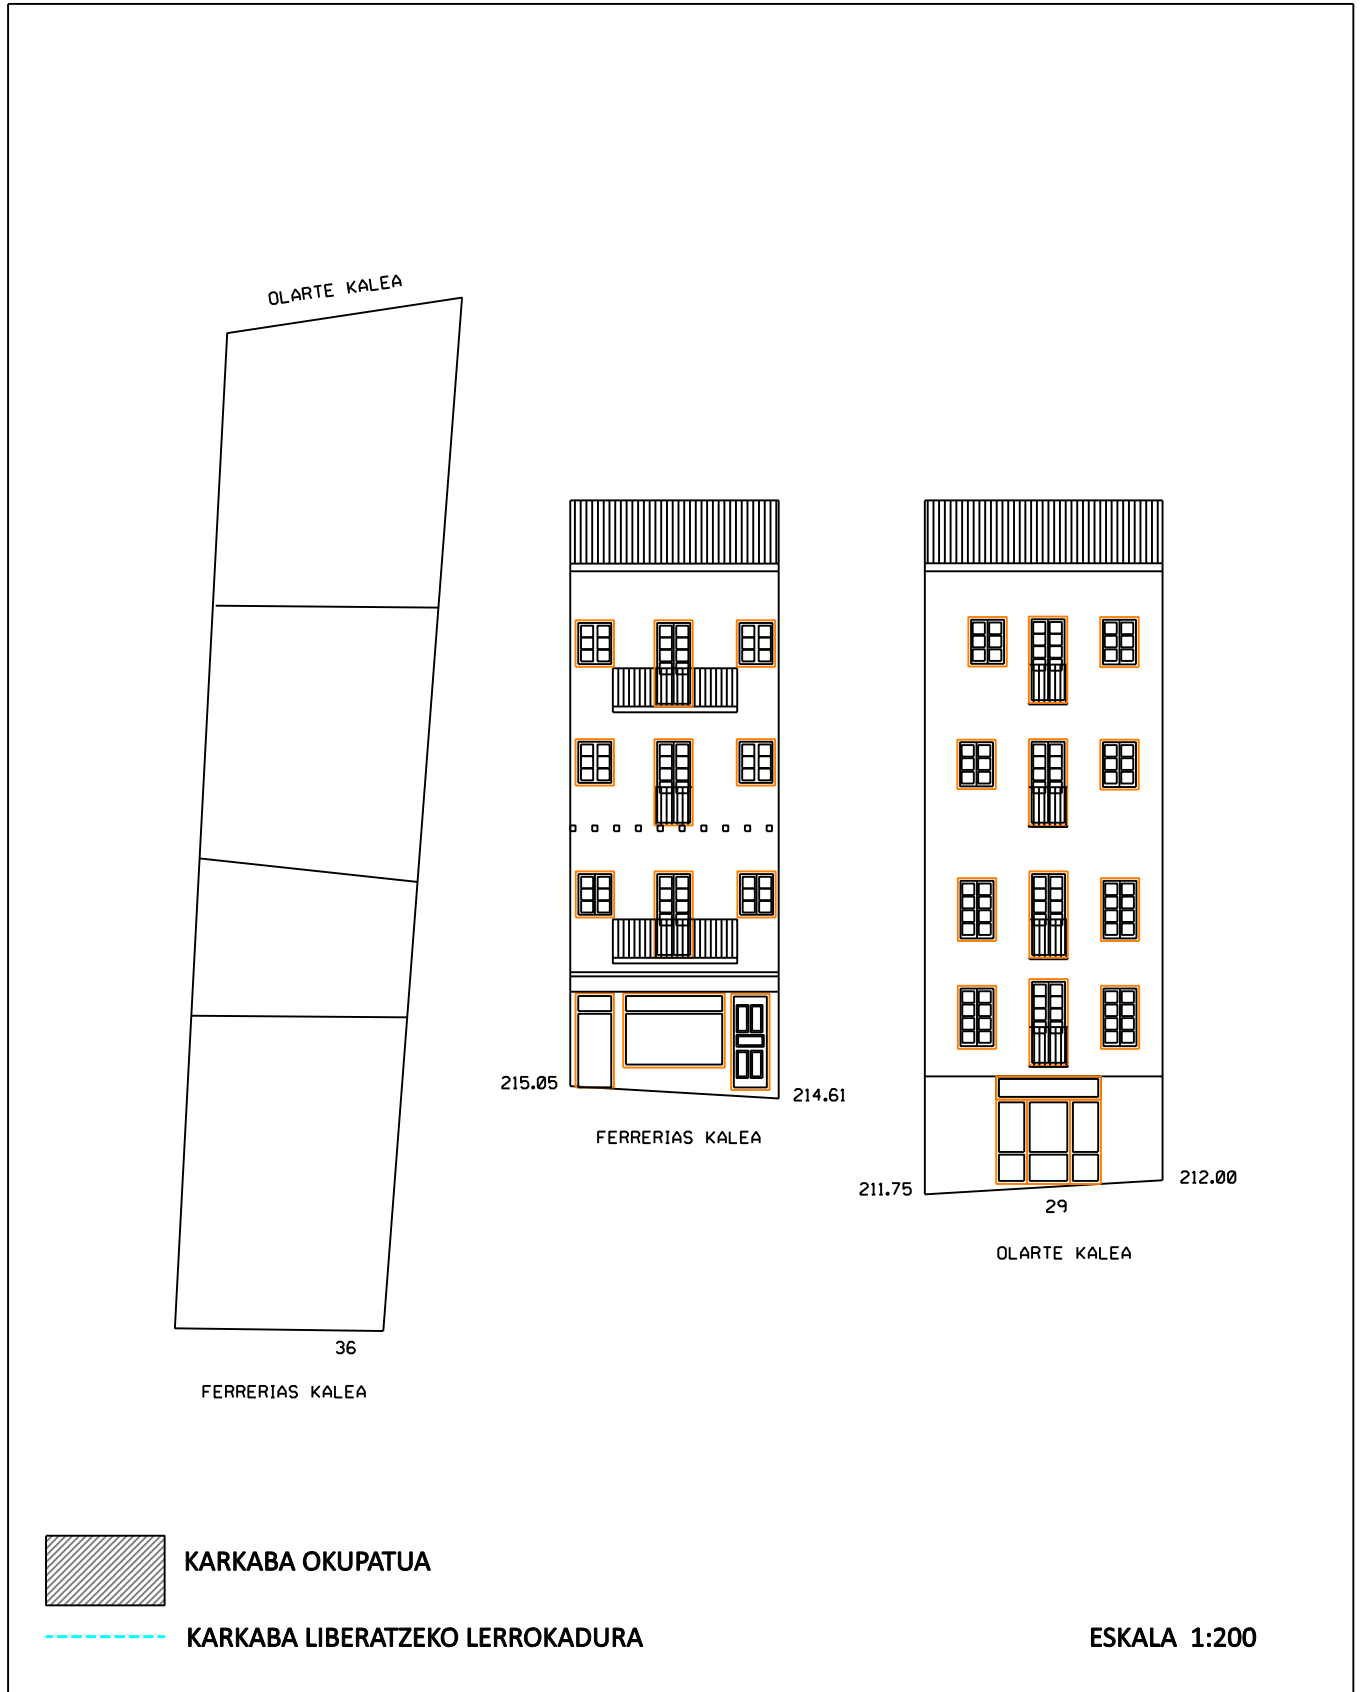 OLARTE KALEA
215.05
214.61
FERRERIAS KALEA
211.75
212.00
29
OLARTE KALEA
36
FERRERIAS KALEA
KARKABA OKUPATUA
KARKABA LIBERATZEKO LERROKADURA
ESKALA 1:200